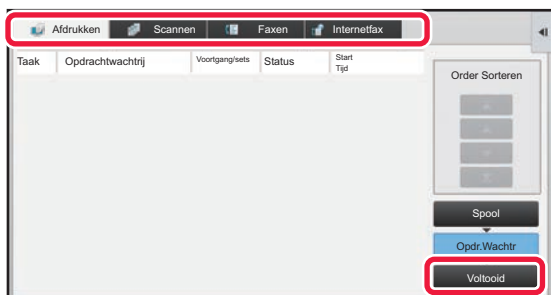 Afdrukken Scannen Faxen Internetfax
Taak Opdrachtwachtrij Voortgang/sets Status Start
Tijd
Order Sorteren
Spool
Opdr.Wachtr
Voltooid